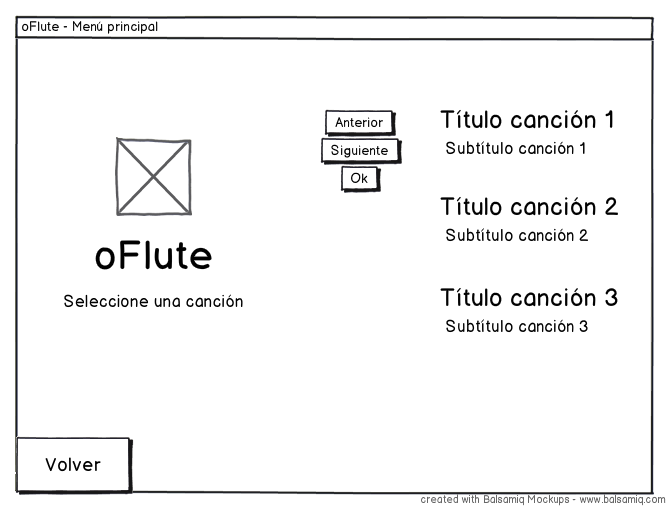 oFlute - Menú principal
Anterior
Siguiente
Ok
Título canción 1
Subtítulo canción 1
Título canción 2
Subtítulo canción 2
Título canción 3
Subtítulo canción 3
oFlute
Seleccione una canción
Volver
created with Balsamiq Mockups - www.balsamiq.com